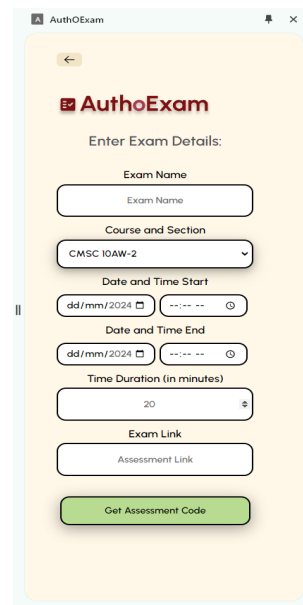 A AuthOExam
AuthoExam
Enter Exam Details:
Exam Name
Exam Name
Course and Section
CMSC 10AW-2
Date and Time Start
dd/mm/2024 --:-- --
Date and Time End
dd/mm/2024 --:-- --
Time Duration (in minutes)
20
Exam Link
Assessment Link
Get Assessment Code